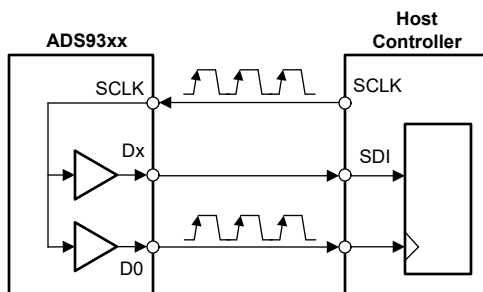 Host
Controller
ADS93xx
SCLK
SCLK
Dx
SDI
D0